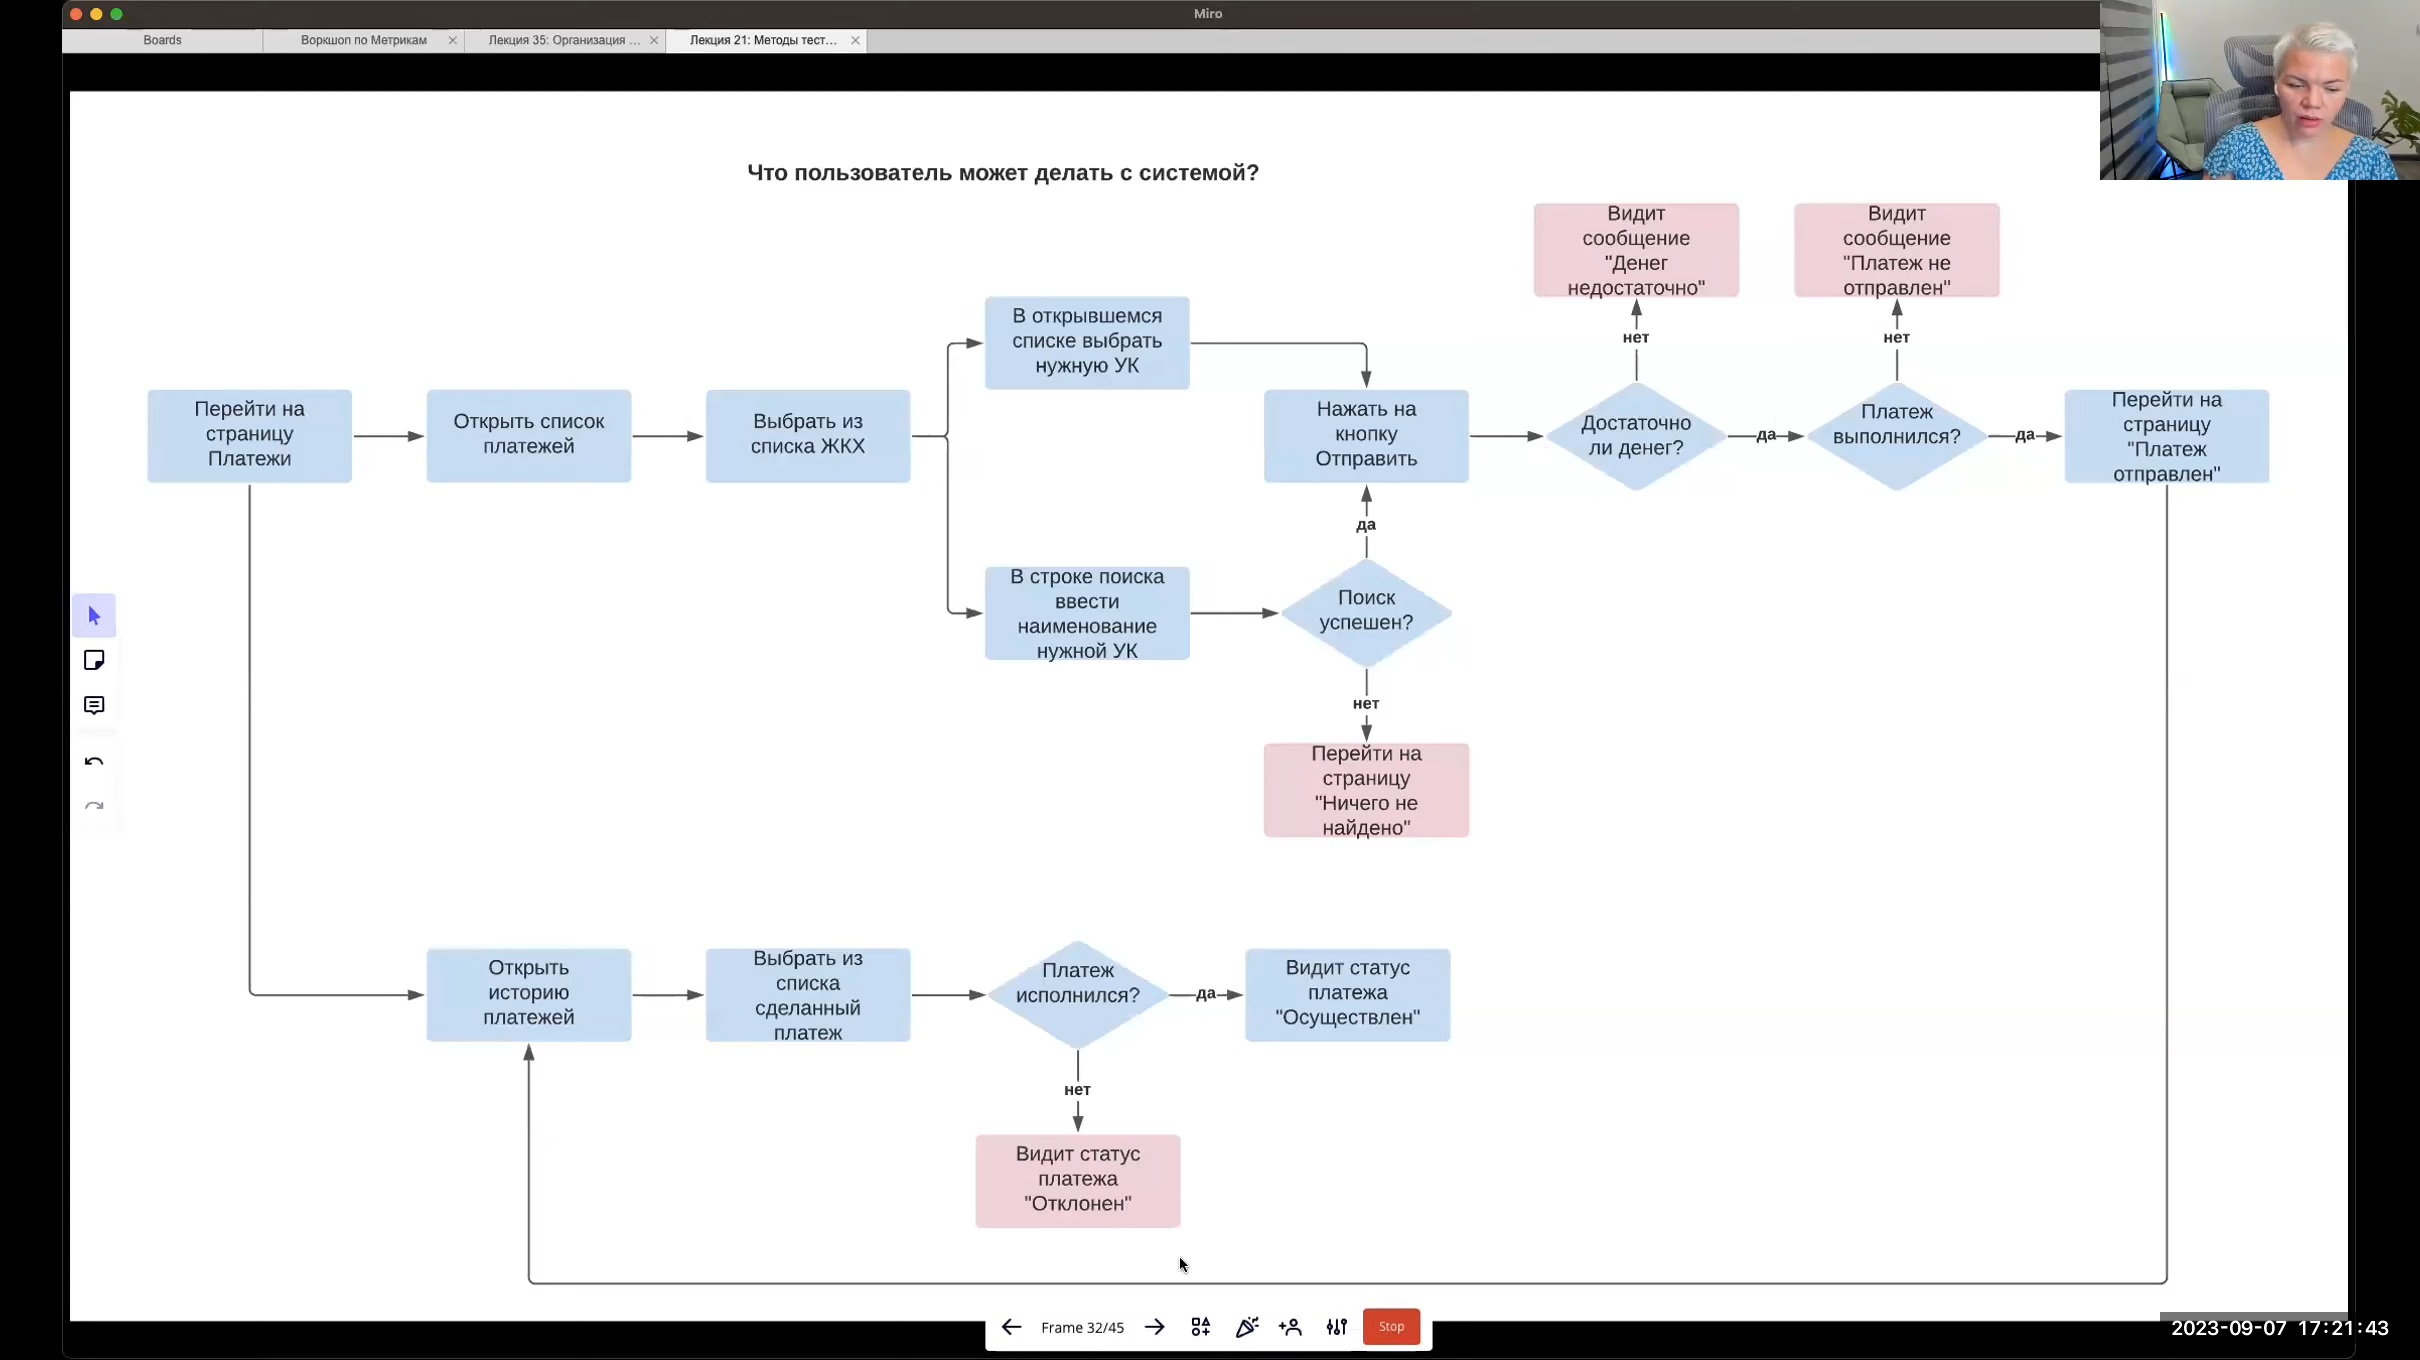 Miro
Boards
Воркшоп по Метрикам
Лекция 35: Организация ...
Лекция 21: Методы тест...
Что пользователь может делать с системой?
Видит
сообщение
"Денег
недостаточно"
Видит
сообщение
"Платеж не
отправлен"
нет
нет
В открывшемся
списке выбрать
нужную УК
Перейти на
страницу
Платежи
Открыть список
платежей
Выбрать из
списка ЖКХ
Нажать на
кнопку
Отправить
Достаточно
ли денег?
да
Платеж
выполнился?
да
Перейти на
страницу
"Платеж
отправлен"
да
В строке поиска
ввести
наименование
нужной УК
Поиск
успешен?
нет
Перейти на
страницу
"Ничего не
найдено"
Открыть
историю
платежей
Выбрать из
списка
сделанный
платеж
Платеж
исполнился?
да
Видит статус
платежа
"Осуществлен"
нет
Видит статус
платежа
"Отклонен"
Frame 32/45
Stop
2023-09-07 17:21:43